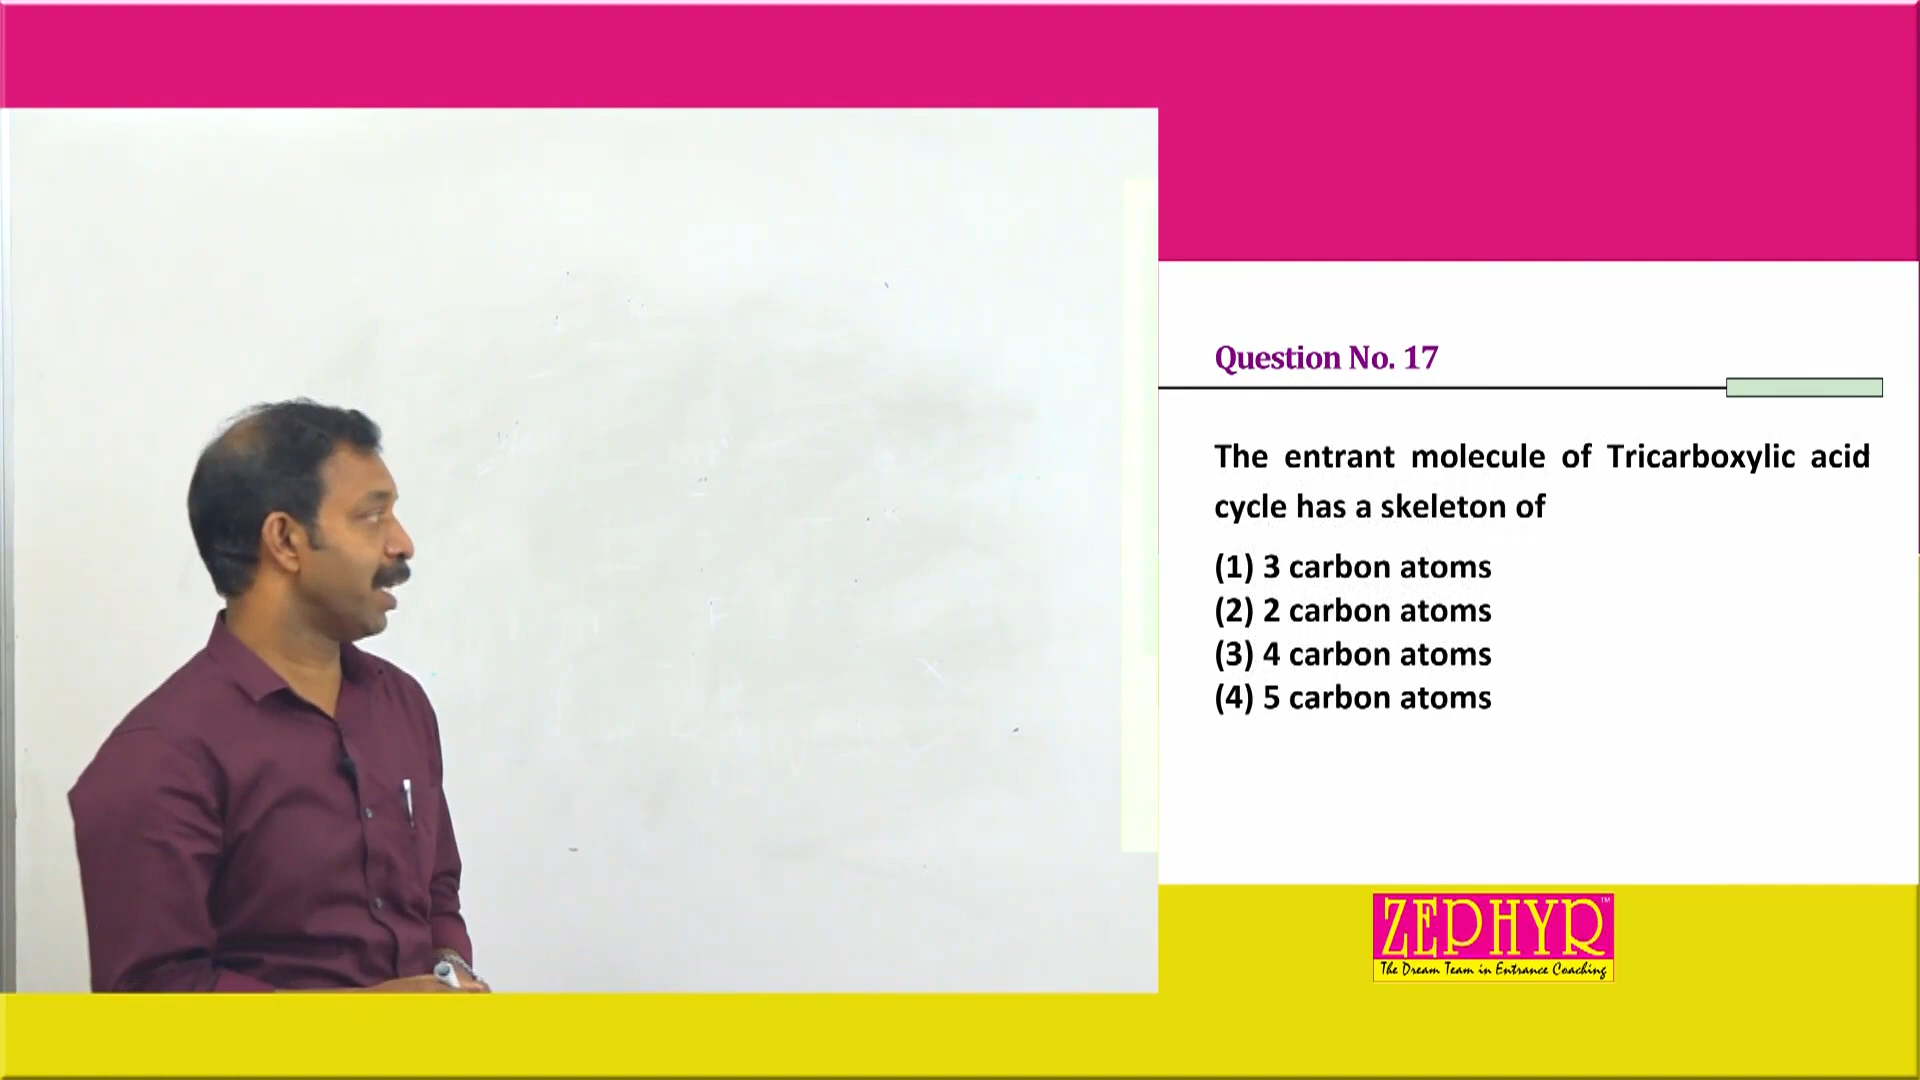 Question No. 17
The entrant molecule of Tricarboxylic acid
cycle has a skeleton of
(1) 3 carbon atoms
(2) 2 carbon atoms
(3) 4 carbon atoms
(4) 5 carbon atoms
ZEPHYR™
The Dream Team in Entrance Coaching